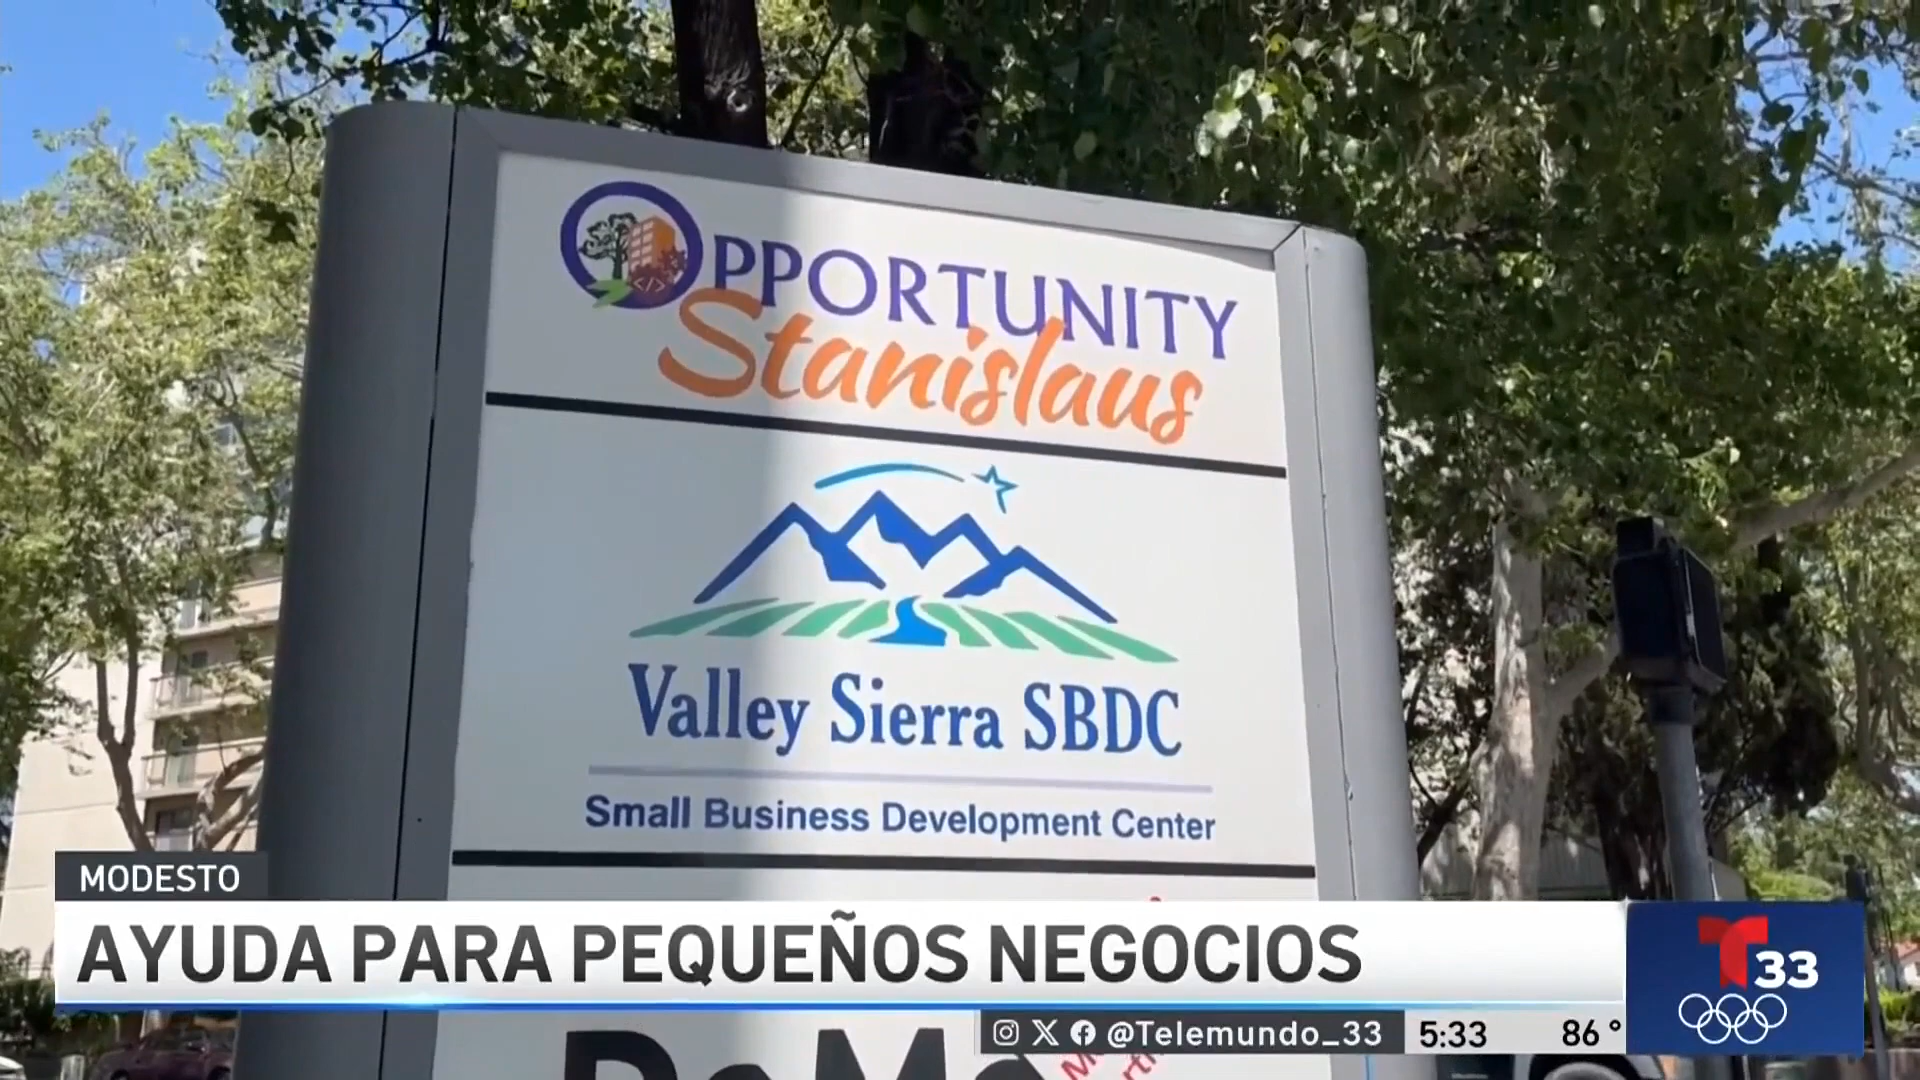 OPPORTUNITY
Stanislaus
Valley Sierra SBDC
Small Business Development Center
MODESTO
AYUDA PARA PEQUEÑOS NEGOCIOS
33
@Telemundo_33 5:33 86°